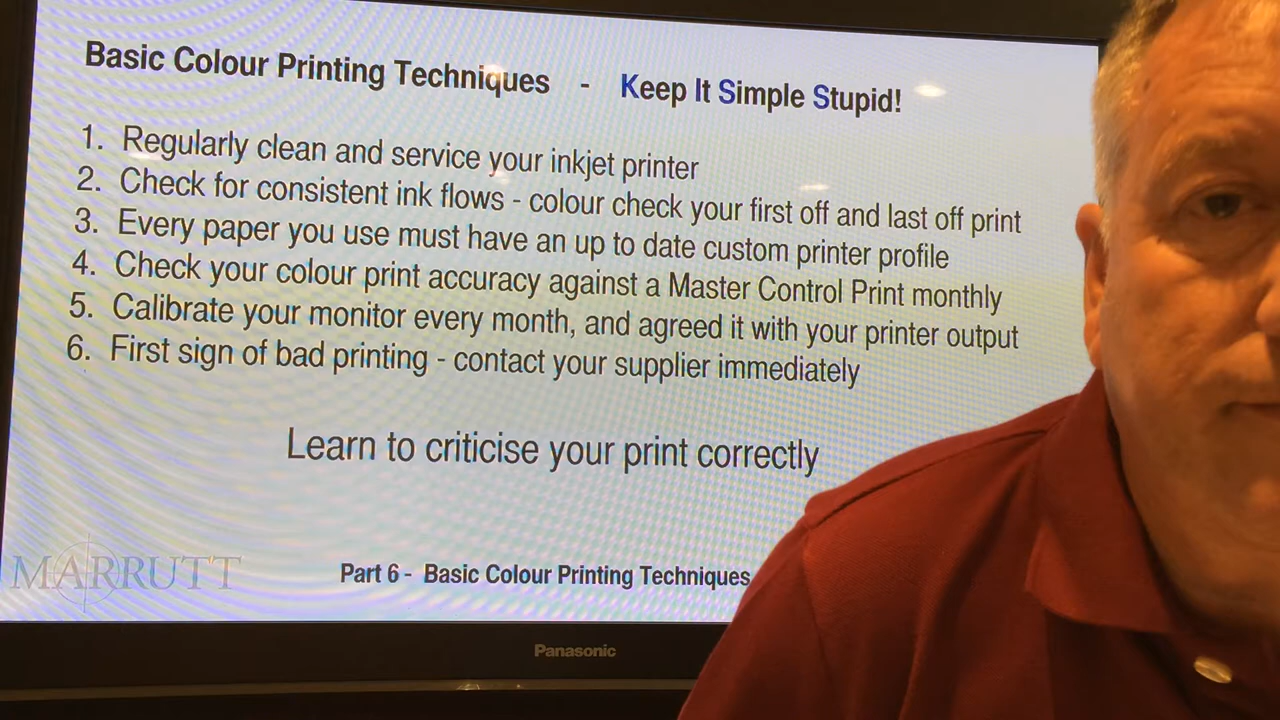 Basic Colour Printing Techniques - Keep It Simple Stupid!
1. Regularly clean and service your inkjet printer
2. Check for consistent ink flows - colour check your first off and last off print
3. Every paper you use must have an up to date custom printer profile
4. Check your colour print accuracy against a Master Control Print monthly
5. Calibrate your monitor every month, and agreed it with your printer output
6. First sign of bad printing - contact your supplier immediately
Learn to criticise your print correctly
MARRUTT
Part 6 - Basic Colour Printing Techniques
Panasonic